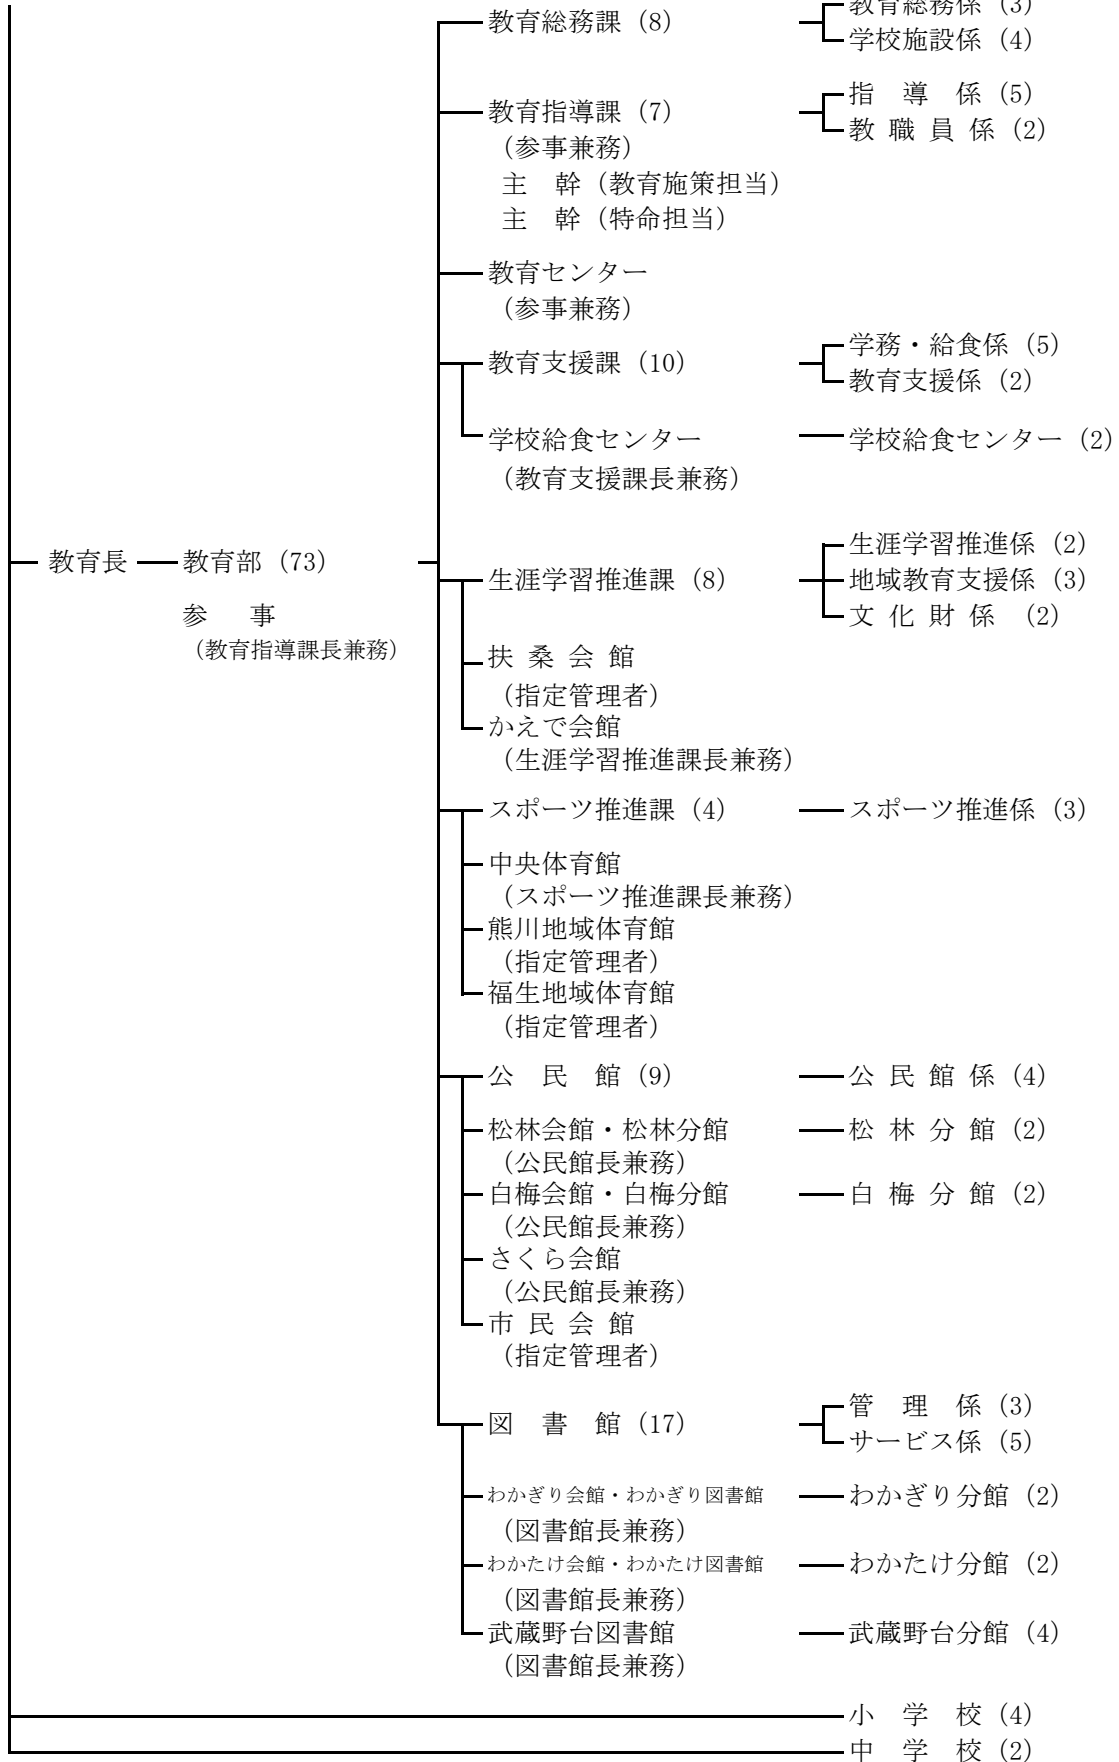 教育総務課（8） 教育総務係（3）
学校施設係（4）
教育指導課（7） 指　導　係（5）
教 職 員 係（2）
（参事兼務）
主　幹（教育施策担当）
主　幹（特命担当）
教育センター
（参事兼務）
教育支援課（10） 学務・給食係（5）
教育支援係（2）
学校給食センター 学校給食センター（2）
（教育支援課長兼務）
教育長 教育部（73）
参　事
（教育指導課長兼務）
生涯学習推進課（8） 生涯学習推進係（2）
地域教育支援係（3）
文 化 財 係 （2）
扶 桑 会 館
（指定管理者）
かえで会館
（生涯学習推進課長兼務）
スポーツ推進課（4） スポーツ推進係（3）
中央体育館
（スポーツ推進課長兼務）
熊川地域体育館
（指定管理者）
福生地域体育館
（指定管理者）
公　民　館（9） 公 民 館 係（4）
松林会館・松林分館 松 林 分 館（2）
（公民館長兼務）
白梅会館・白梅分館 白 梅 分 館（2）
（公民館長兼務）
さくら会館
（公民館長兼務）
市 民 会 館
（指定管理者）
図　書　館（17） 管　理　係（3）
サービス係（5）
わかぎり会館・わかぎり図書館 わかぎり分館（2）
（図書館長兼務）
わかたけ会館・わかたけ図書館 わかたけ分館（2）
（図書館長兼務）
武蔵野台図書館 武蔵野台分館（4）
（図書館長兼務）
小　学　校（4）
中　学　校（2）